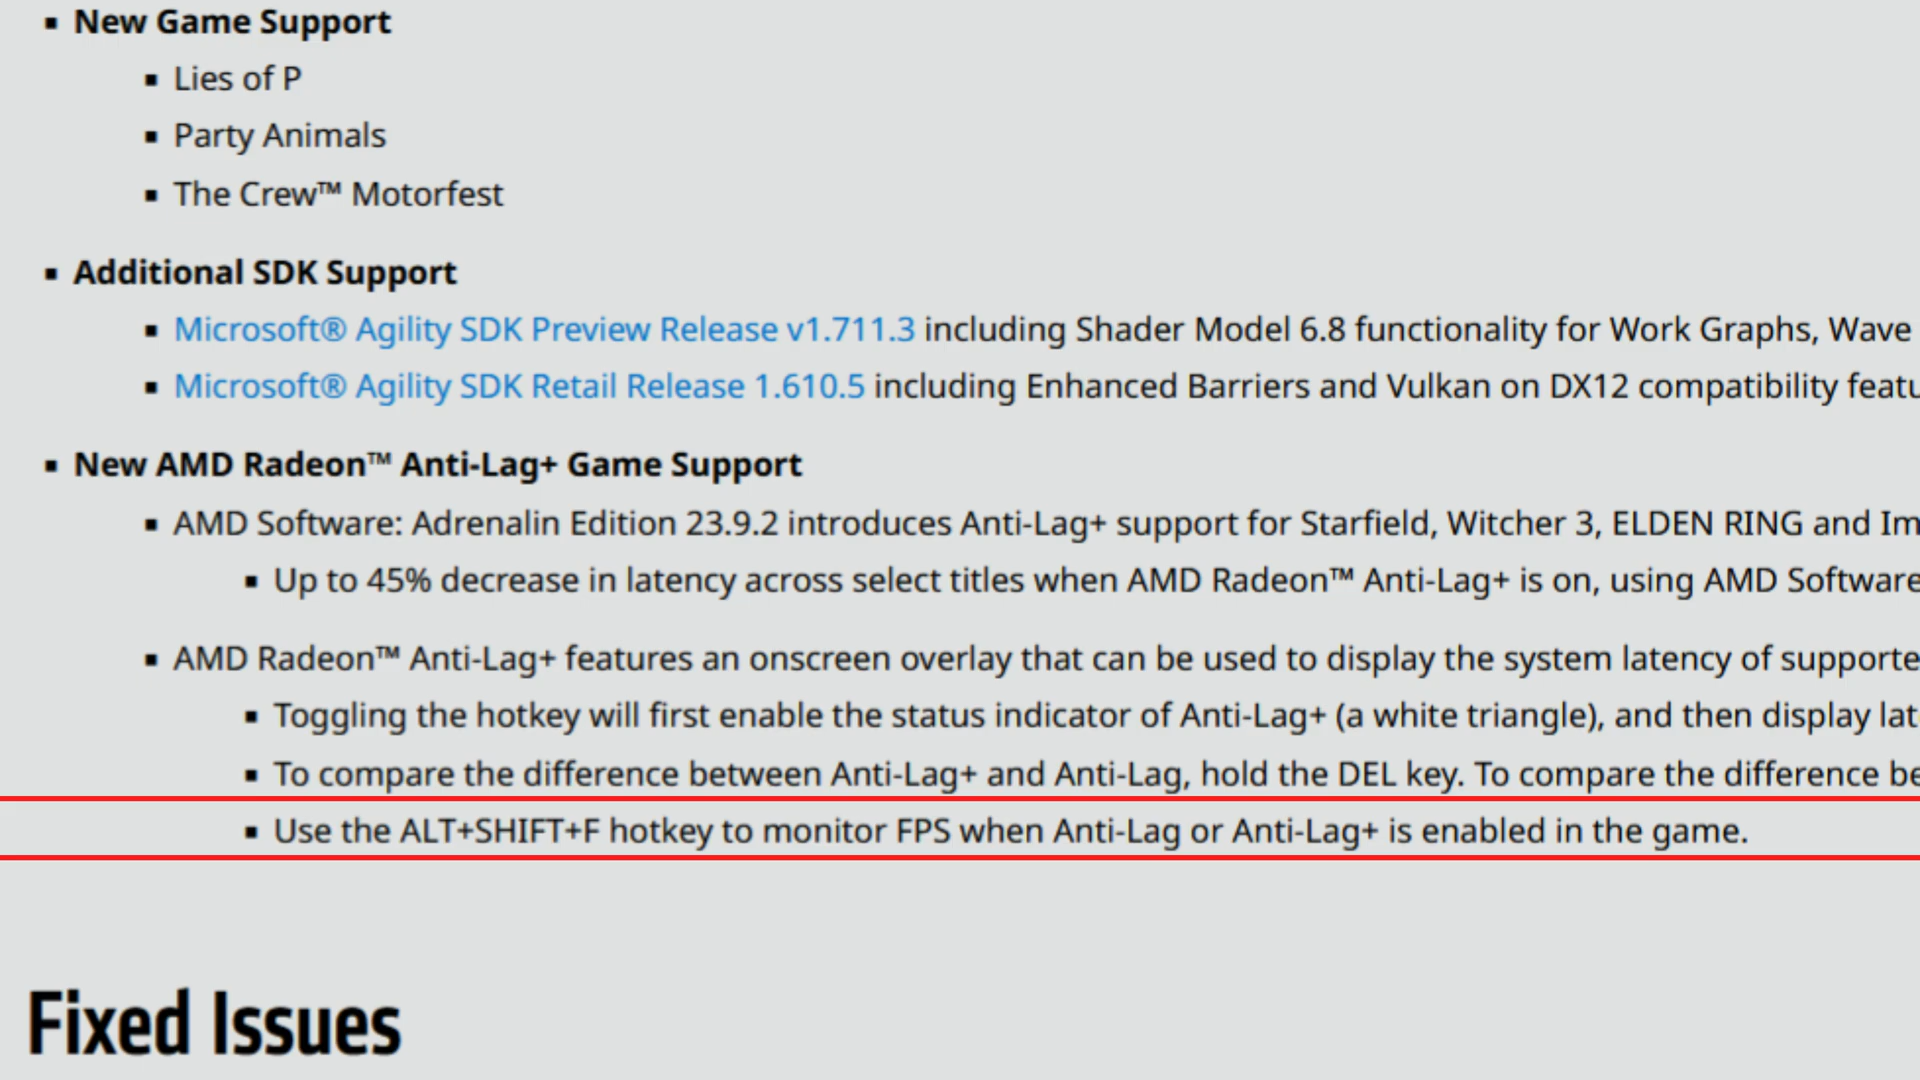 New Game Support
Lies of P
Party Animals
The Crew™ Motorfest
Additional SDK Support
Microsoft® Agility SDK Preview Release v1.711.3 including Shader Model 6.8 functionality for Work Graphs, Wave
Microsoft® Agility SDK Retail Release 1.610.5 including Enhanced Barriers and Vulkan on DX12 compatibility featu
New AMD Radeon™ Anti-Lag+ Game Support
AMD Software: Adrenalin Edition 23.9.2 introduces Anti-Lag+ support for Starfield, Witcher 3, ELDEN RING and Im
Up to 45% decrease in latency across select titles when AMD Radeon™ Anti-Lag+ is on, using AMD Software
AMD Radeon™ Anti-Lag+ features an onscreen overlay that can be used to display the system latency of supporte
Toggling the hotkey will first enable the status indicator of Anti-Lag+ (a white triangle), and then display lat
To compare the difference between Anti-Lag+ and Anti-Lag, hold the DEL key. To compare the difference be
Use the ALT+SHIFT+F hotkey to monitor FPS when Anti-Lag or Anti-Lag+ is enabled in the game.
Fixed Issues